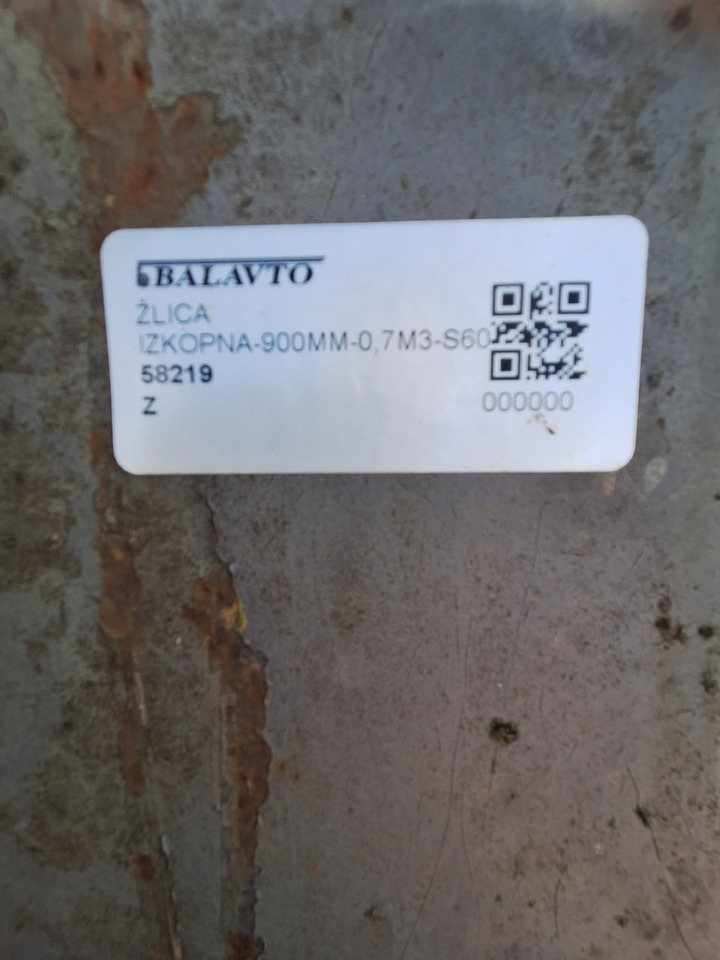 BALAVTO
ŽLICA
IZKOPNA-900MM-0,7M3-S60
58219
Z
000000